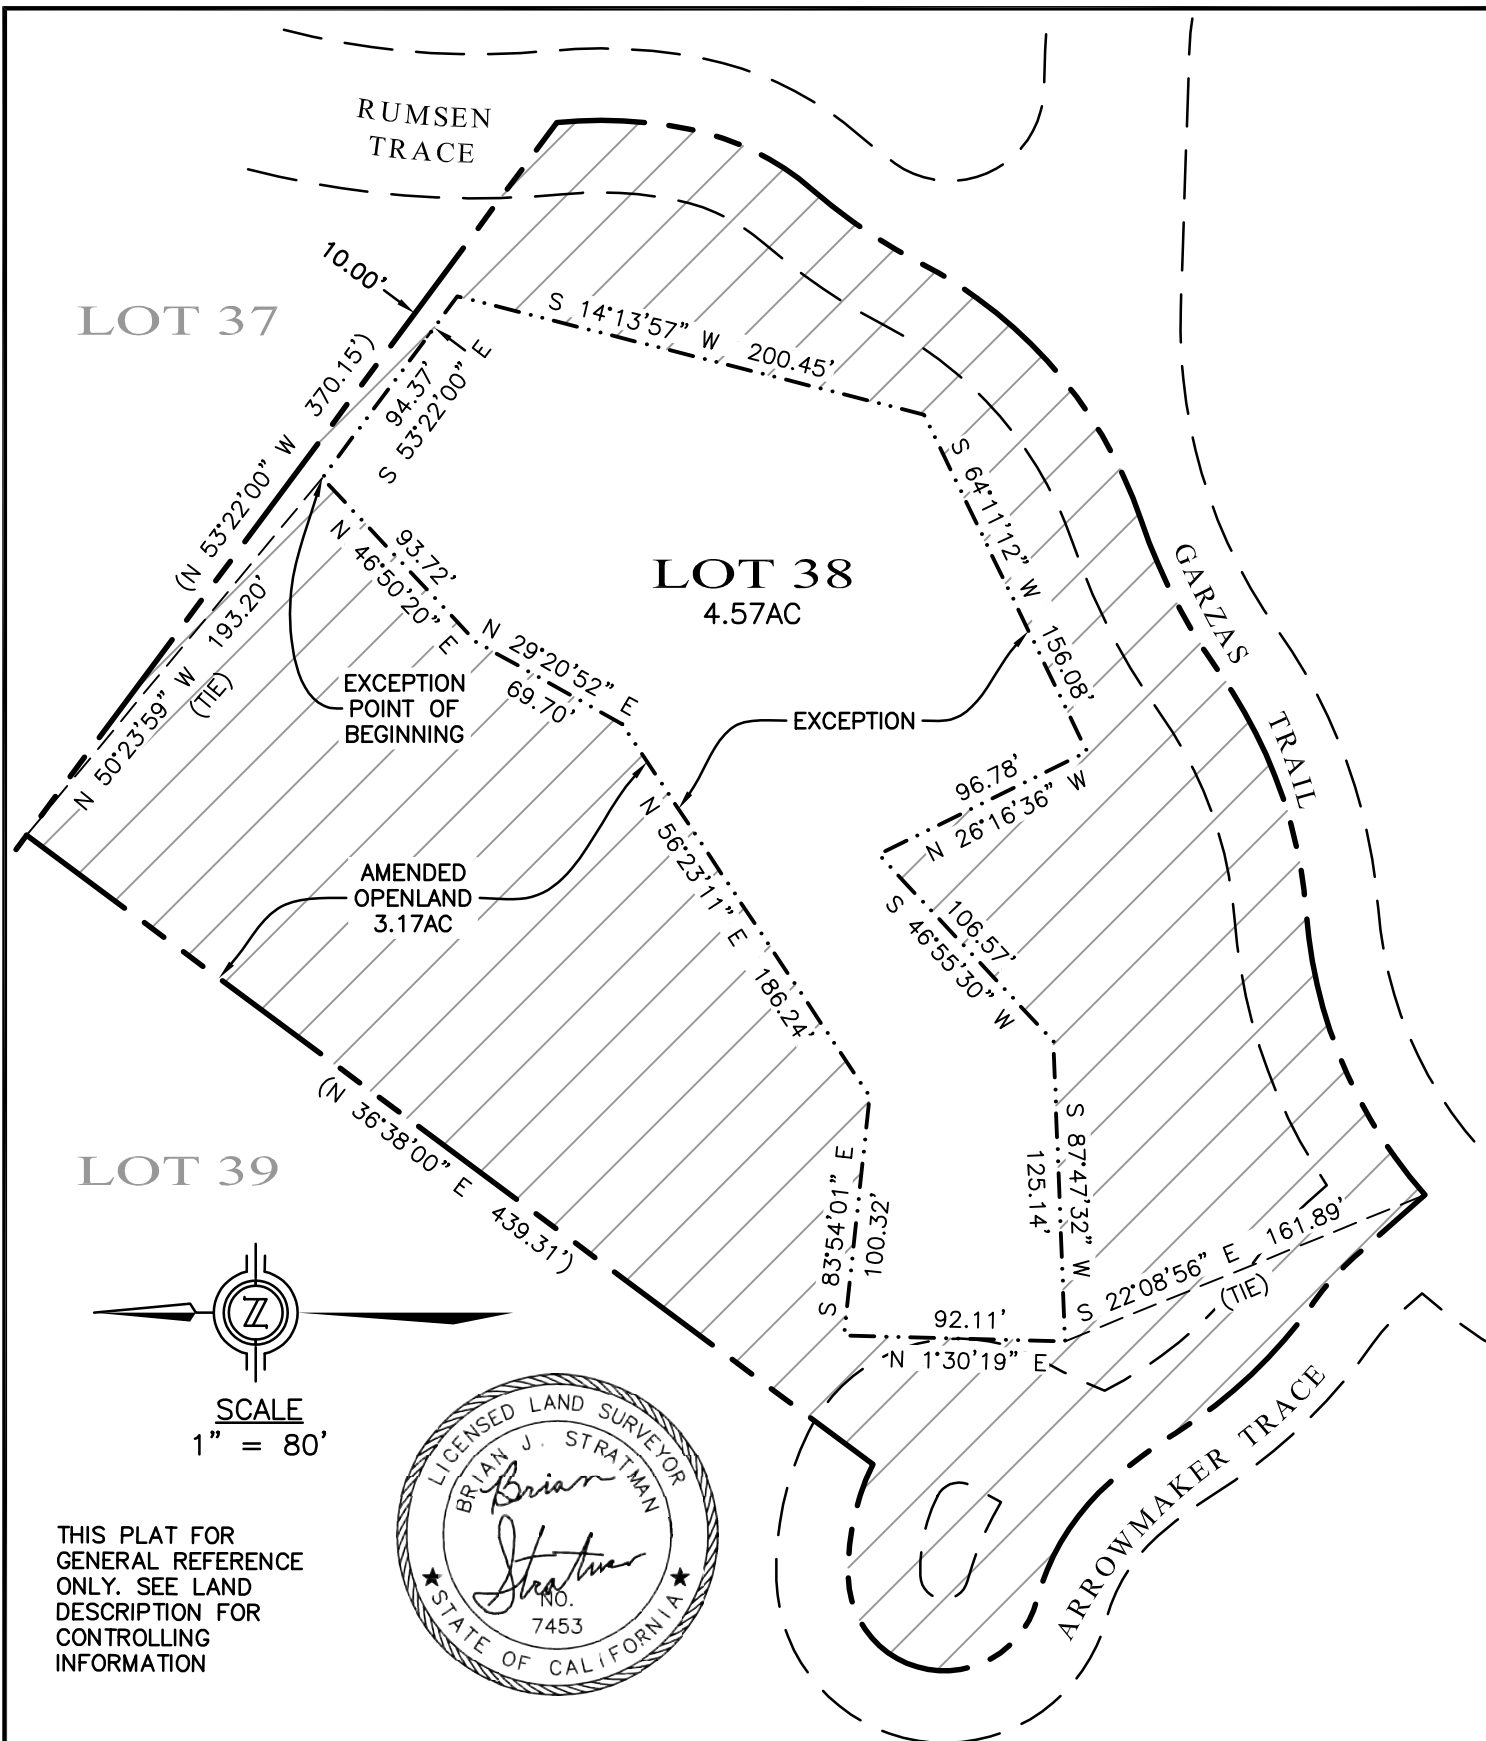 RUMSEN
TRACE
10.00'
LOT 37
S 14°13'57" W 200.45'
(N 53°22'00" W 370.15')
94.37'
S 53°22'00" E
S 64°11'12" W 156.08'
93.72'
N 46°50'20" E
LOT 38
4.57AC
GARZAS TRAIL
N 50°23'59" W 193.20'
(TIE)
N 29°20'52" E
69.70'
EXCEPTION
POINT OF
BEGINNING
EXCEPTION
96.78'
N 26°16'36" W
N 56°23'11" E 186.24'
AMENDED
OPENLAND
3.17AC
106.57'
S 46°55'30" W
(N 36°38'00" E 439.31')
LOT 39
S 83°54'01" E
100.32'
S 87°47'32" W
125.14'
S 22°08'56" E 161.89'
(TIE)
92.11'
N 1°30'19" E
Z
SCALE
1" = 80'
ARROWMAKER TRACE
LICENSED LAND SURVEYOR
BRIAN J. STRATMAN
Brian
Stratman
NO.
7453
STATE OF CALIFORNIA
THIS PLAT FOR
GENERAL REFERENCE
ONLY. SEE LAND
DESCRIPTION FOR
CONTROLLING
INFORMATION